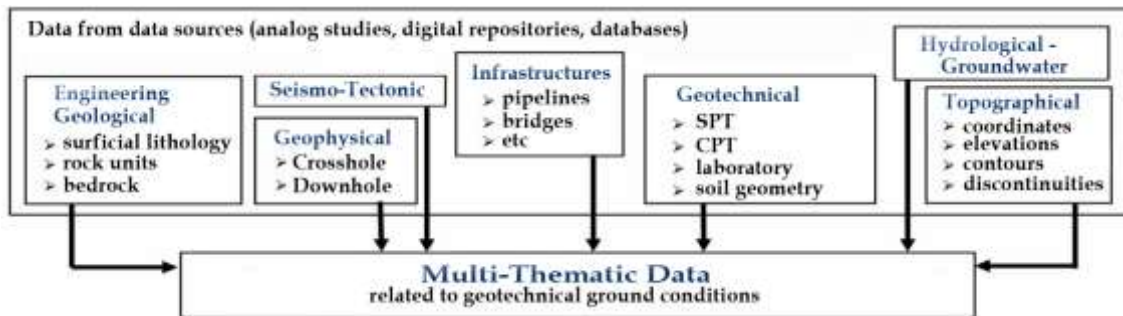 Data from data sources (analog studies, digital repositories, databases)
Engineering
Geological
➢ surficial lithology
➢ rock units
➢ bedrock
Seismo-Tectonic
Geophysical
➢ Crosshole
➢ Downhole
Infrastructures
➢ pipelines
➢ bridges
➢ etc
Geotechnical
➢ SPT
➢ CPT
➢ laboratory
➢ soil geometry
Hydrological -
Groundwater
Topographical
➢ coordinates
➢ elevations
➢ contours
➢ discontinuities
Multi-Thematic Data
related to geotechnical ground conditions